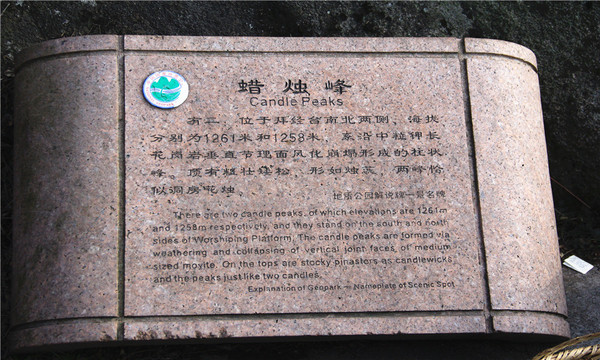 蜡烛峰
Candle Peaks
有二，位于拜经台南北两侧，海拔
分别为1261米和1258米，系沿中粒钾长
花岗岩垂直节理面风化崩塌形成的柱状
峰。顶有粗壮矮松，形如烛芯，两峰恰
似洞房花烛。
地质公园解说牌—景名牌
There are two candle peaks, of which elevations are 1261m
and 1258m respectively, and they stand on the south and north
sides of Worshiping Platform. The candle peaks are formed via
weathering and collapsing of vertical joint faces of medium
sized moyite. On the tops are stocky pinasters as candlewicks
and the peaks just like two candles.
Explanation of Geopark — Nameplate of Scenic Spot